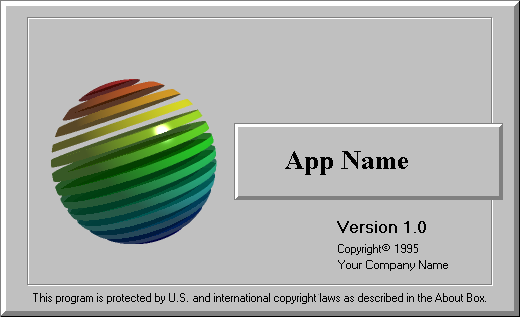 App Name
Version 1.0
Copyright© 1995
Your Company Name
This program is protected by U.S. and international copyright laws as described in the About Box.